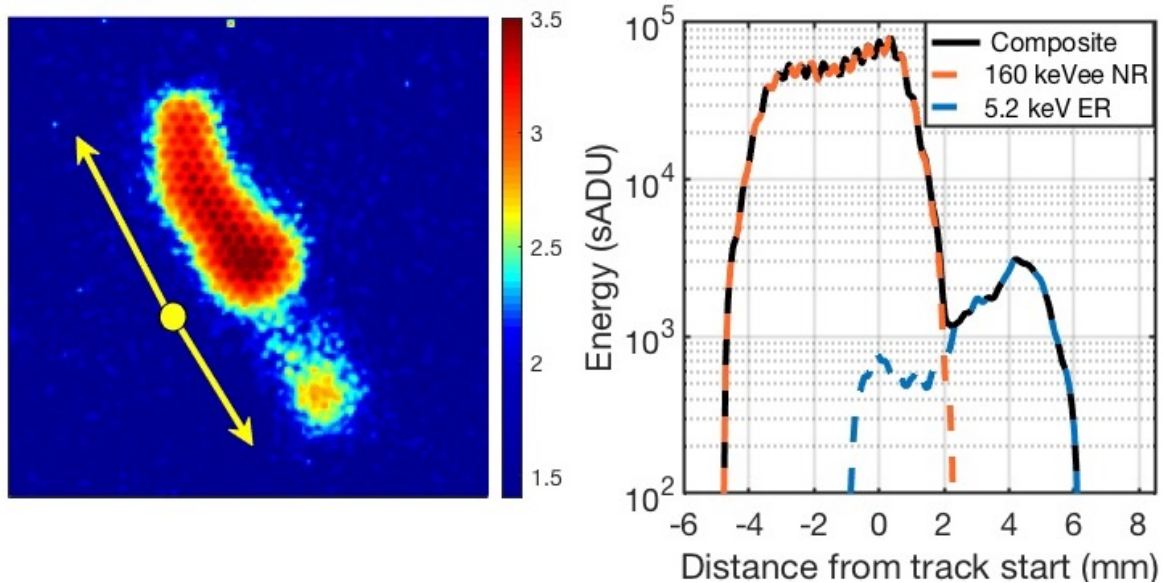 3.5
3
2.5
2
1.5
Energy (sADU)
10^5
10^4
10^3
10^2
Composite
160 keVee NR
5.2 keV ER
-6 -4 -2 0 2 4 6 8
Distance from track start (mm)